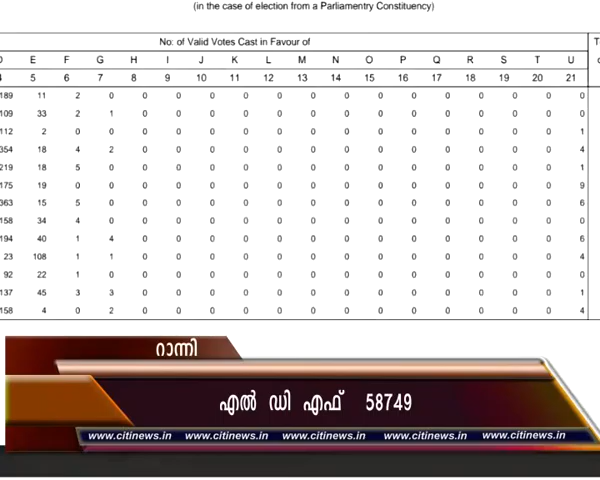 (in the case of election from a Parliamentry Constituency)
No: of Valid Votes Cast in Favour of
E F G H I J K L M N O P Q R S T U
5 6 7 8 9 10 11 12 13 14 15 16 17 18 19 20 21
189 11 2 0 0 0 0 0 0 0 0 0 0 0 0 0 0 0
109 33 2 1 0 0 0 0 0 0 0 0 0 0 0 0 0 0
112 2 0 0 0 0 0 0 0 0 0 0 0 0 0 0 0 1
354 18 4 2 0 0 0 0 0 0 0 0 0 0 0 0 0 4
219 18 5 0 0 0 0 0 0 0 0 0 0 0 0 0 0 1
175 19 0 0 0 0 0 0 0 0 0 0 0 0 0 0 0 9
363 15 5 0 0 0 0 0 0 0 0 0 0 0 0 0 0 6
158 34 4 0 0 0 0 0 0 0 0 0 0 0 0 0 0 0
194 40 1 4 0 0 0 0 0 0 0 0 0 0 0 0 0 6
23 108 1 1 0 0 0 0 0 0 0 0 0 0 0 0 0 4
92 22 1 0 0 0 0 0 0 0 0 0 0 0 0 0 0 0
137 45 3 3 0 0 0 0 0 0 0 0 0 0 0 0 0 1
158 4 0 2 0 0 0 0 0 0 0 0 0 0 0 0 0 4
റാന്നി
എൽ ഡി എഫ് 58749
www.citinews.in www.citinews.in www.citinews.in www.citinews.in www.citinews.in